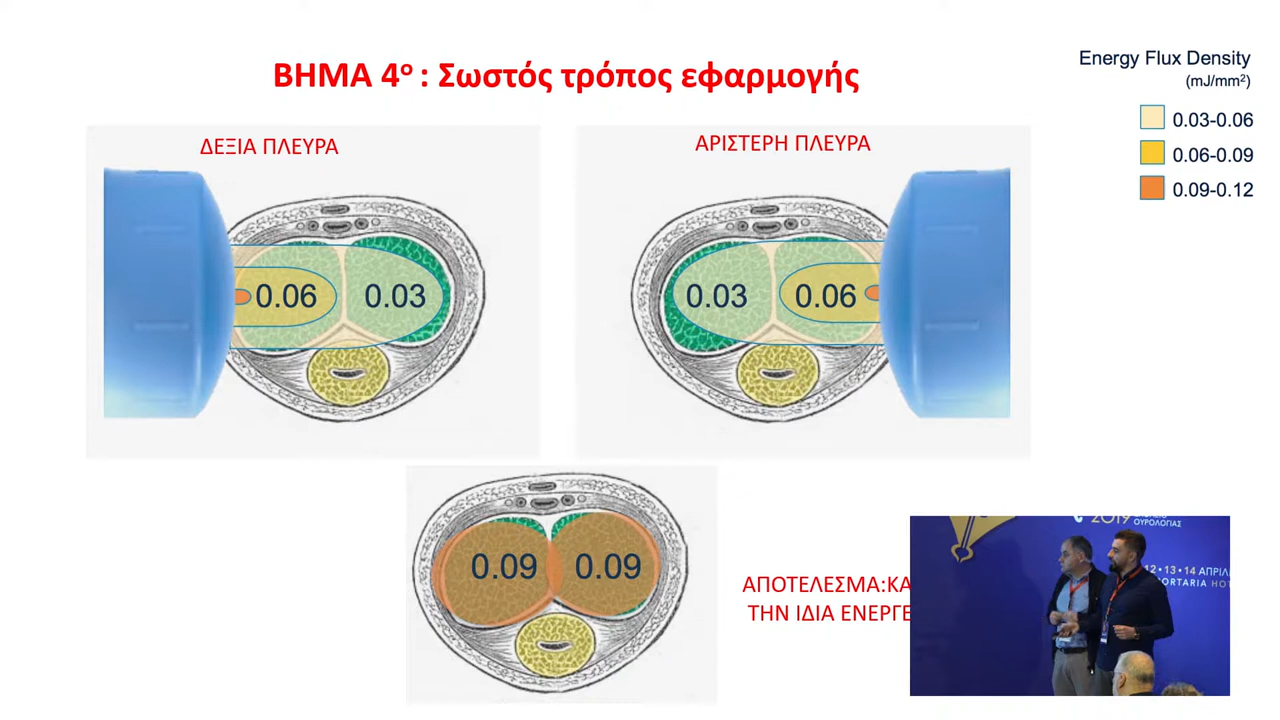 ΒΗΜΑ 4ο : Σωστός τρόπος εφαρμογής
Energy Flux Density
(mJ/mm²)
0.03-0.06
0.06-0.09
0.09-0.12
ΔΕΞΙΑ ΠΛΕΥΡΑ
ΑΡΙΣΤΕΡΗ ΠΛΕΥΡΑ
0.06 0.03
0.03 0.06
0.09 0.09
ΑΠΟΤΕΛΕΣΜΑ:ΚΑ
ΤΗΝ ΙΔΙΑ ΕΝΕΡΓΕ
2019
ΟΥΡΟΛΟΓΙΑΣ
12 • 13 • 14 ΑΠΡΙΛ
PORTARIA HO